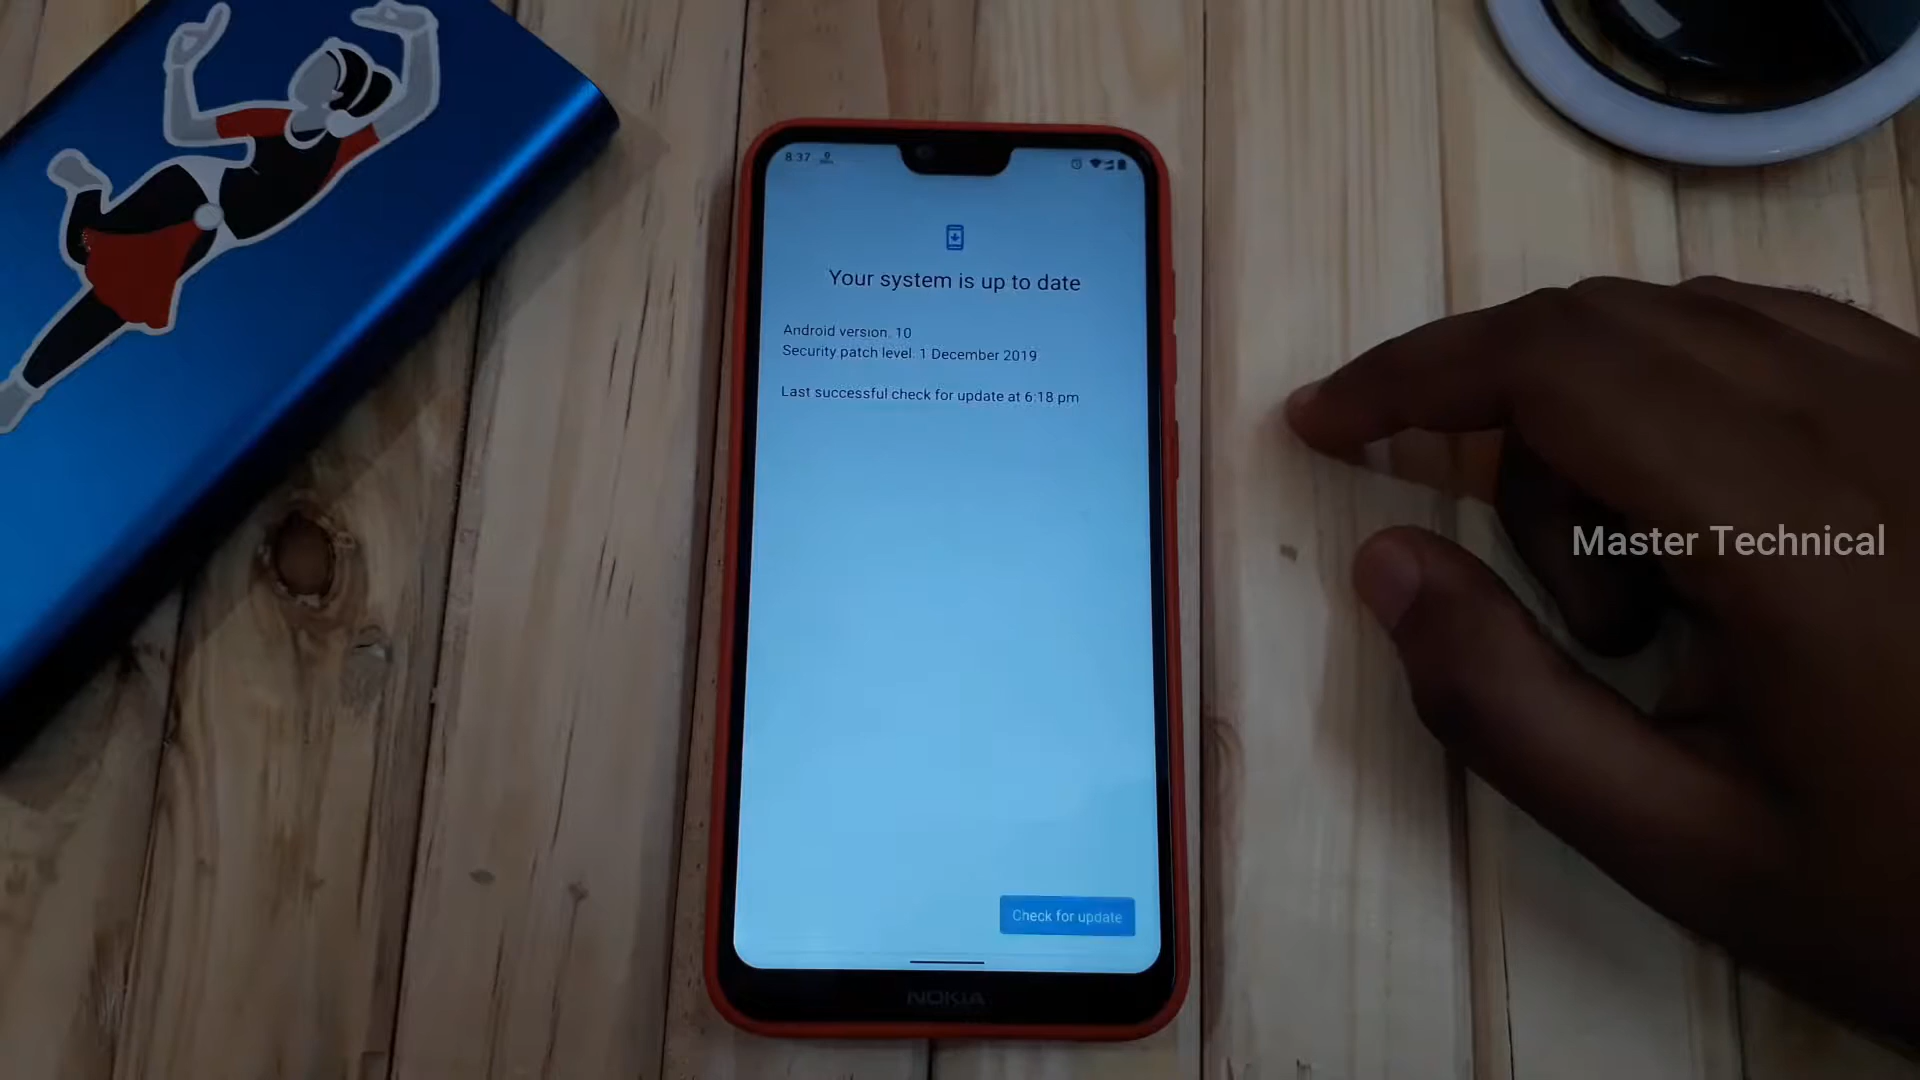 8:37
Your system is up to date
Android version: 10
Security patch level: 1 December 2019
Last successful check for update at 6:18 pm
Check for update
NOKIA
Master Technical